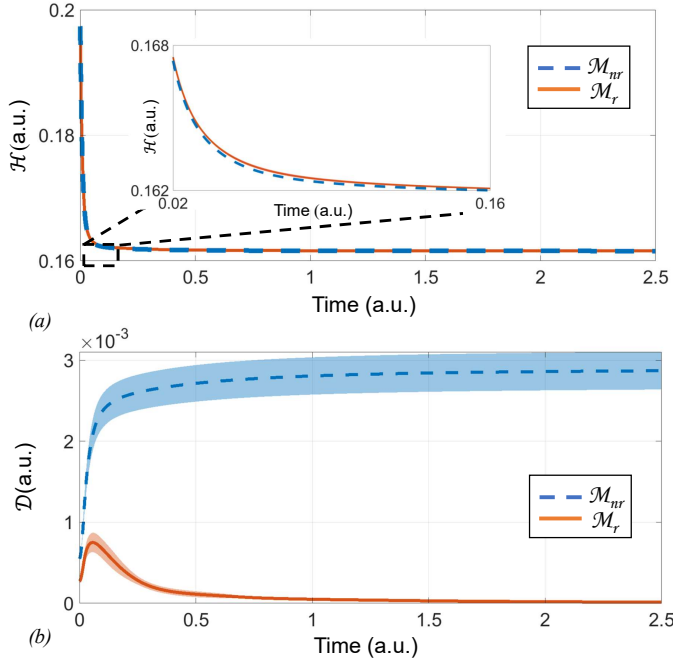 0.2
0.19
0.18
0.17
0.16
ℋ(a.u.)
0.168
0.162
ℋ(a.u.)
0.02
0.16
Time (a.u.)
ℳnr
ℳr
0
0.5
1
1.5
2
2.5
Time (a.u.)
(a)
×10⁻³
3
2
1
0
𝒟(a.u.)
ℳnr
ℳr
0
0.5
1
1.5
2
2.5
Time (a.u.)
(b)